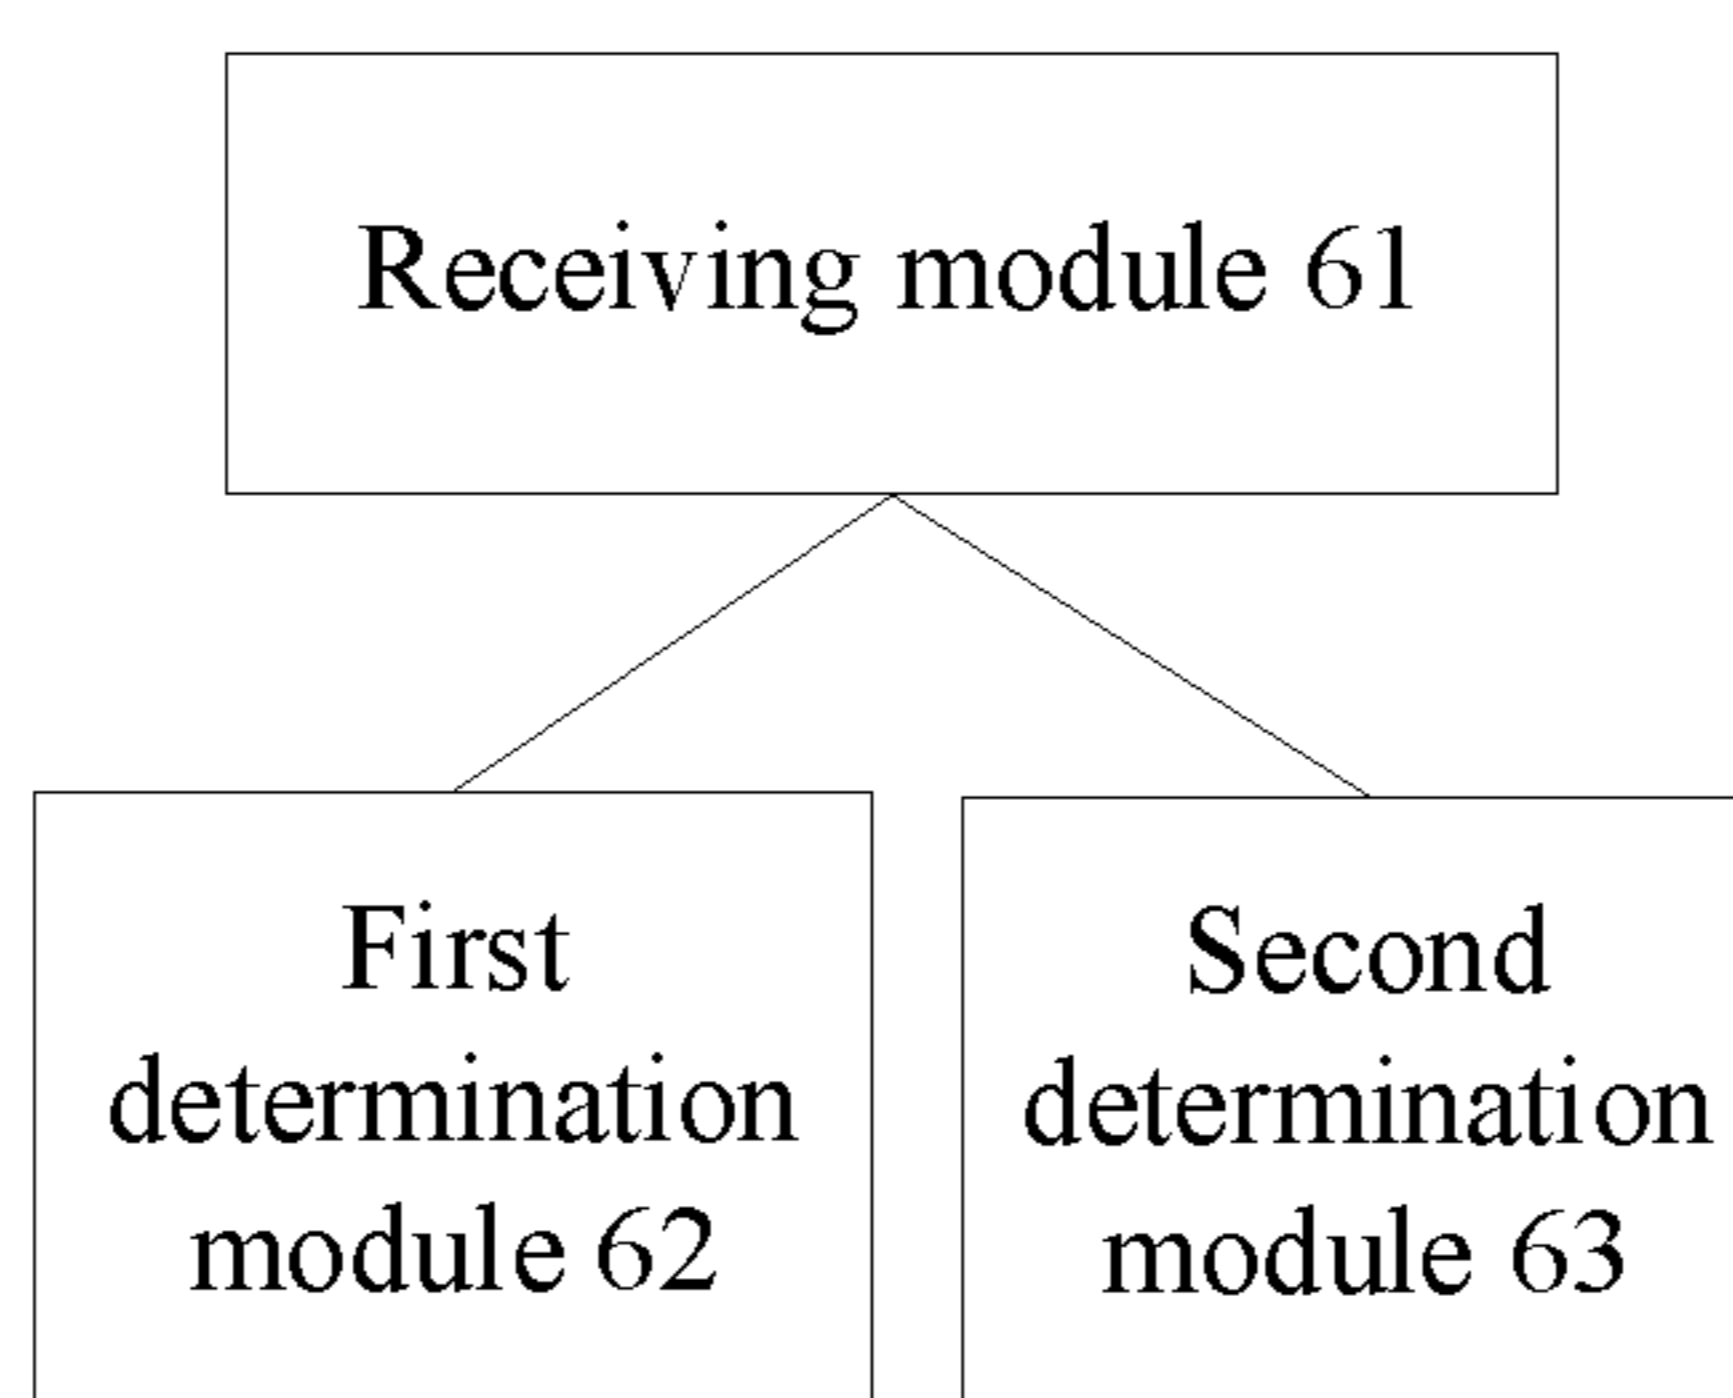 Receiving module 61
First
determination
module 62
Second
determination
module 63